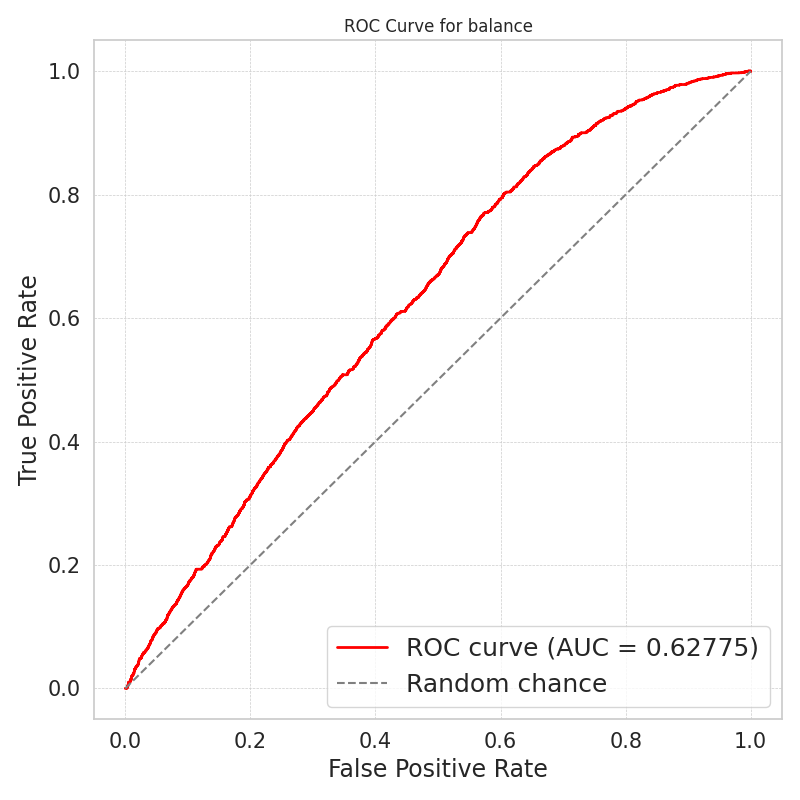 ROC Curve for balance
1.0
0.8
0.6
0.4
0.2
0.0
True Positive Rate
ROC curve (AUC = 0.62775)
Random chance
0.0 0.2 0.4 0.6 0.8 1.0
False Positive Rate